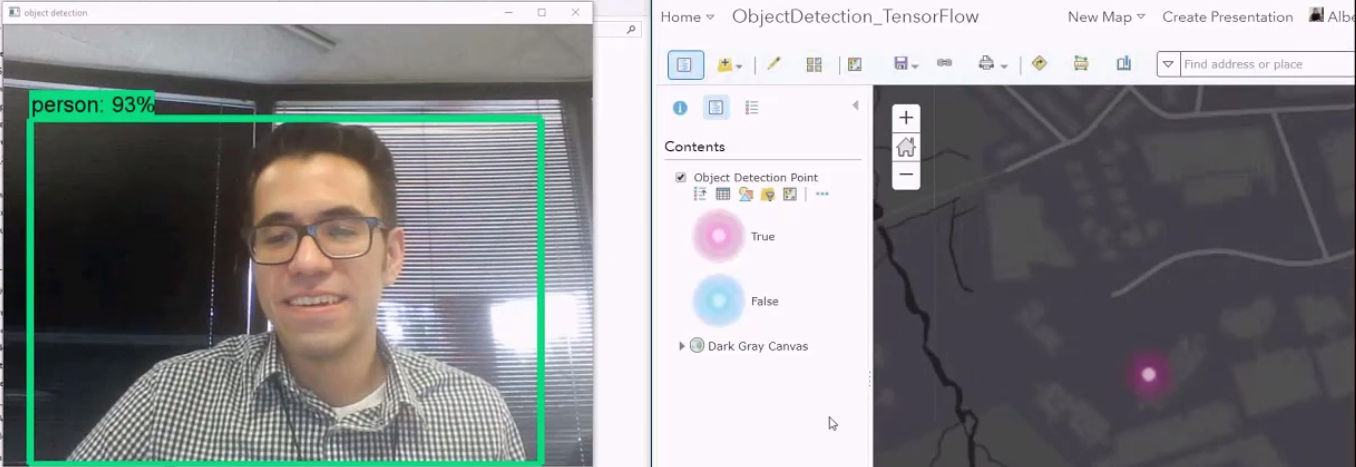 object detection
person: 93%
Home
ObjectDetection_TensorFlow
New Map
Create Presentation
Albe
Find address or place
Contents
Object Detection Point
True
False
Dark Gray Canvas